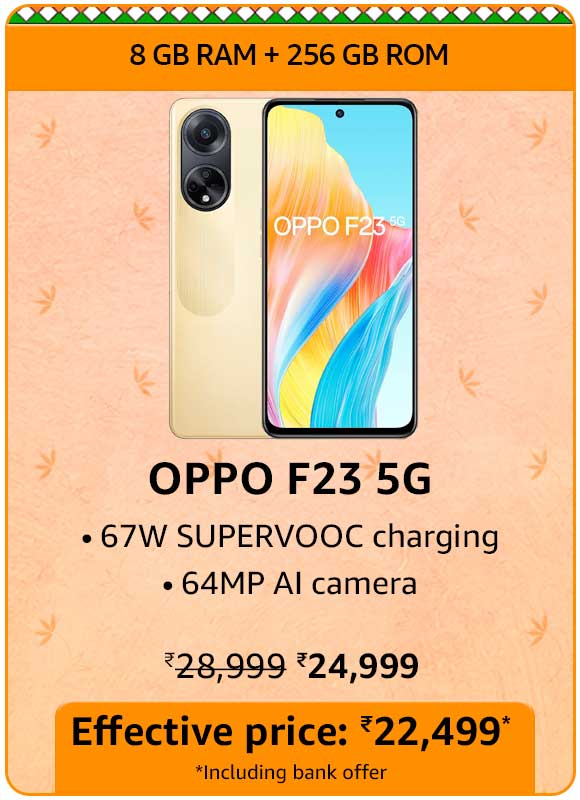 8 GB RAM + 256 GB ROM
OPPO F23 5G
OPPO F23 5G
• 67W SUPERVOOC charging
• 64MP AI camera
₹28,999 ₹24,999
Effective price: ₹22,499*
*Including bank offer